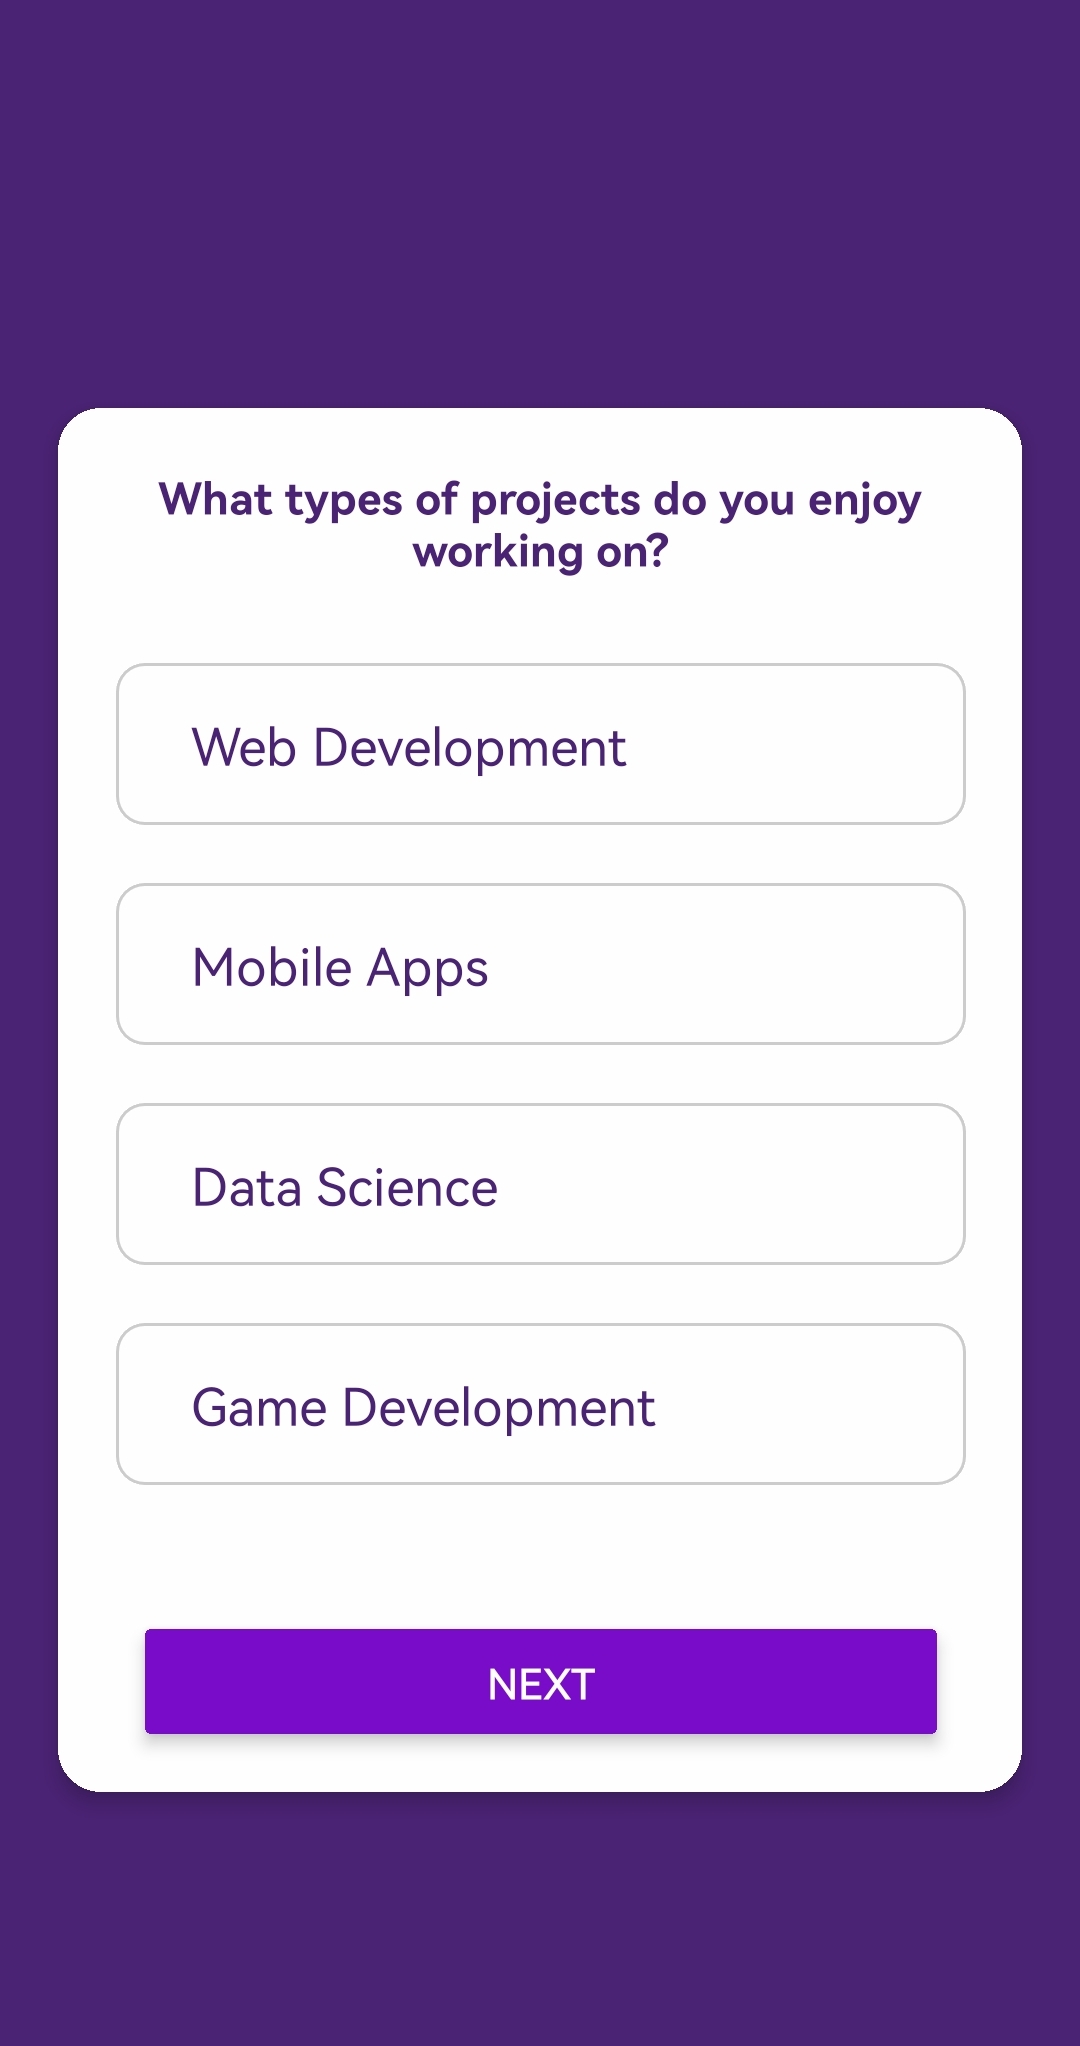 What types of projects do you enjoy
working on?
Web Development
Mobile Apps
Data Science
Game Development
NEXT